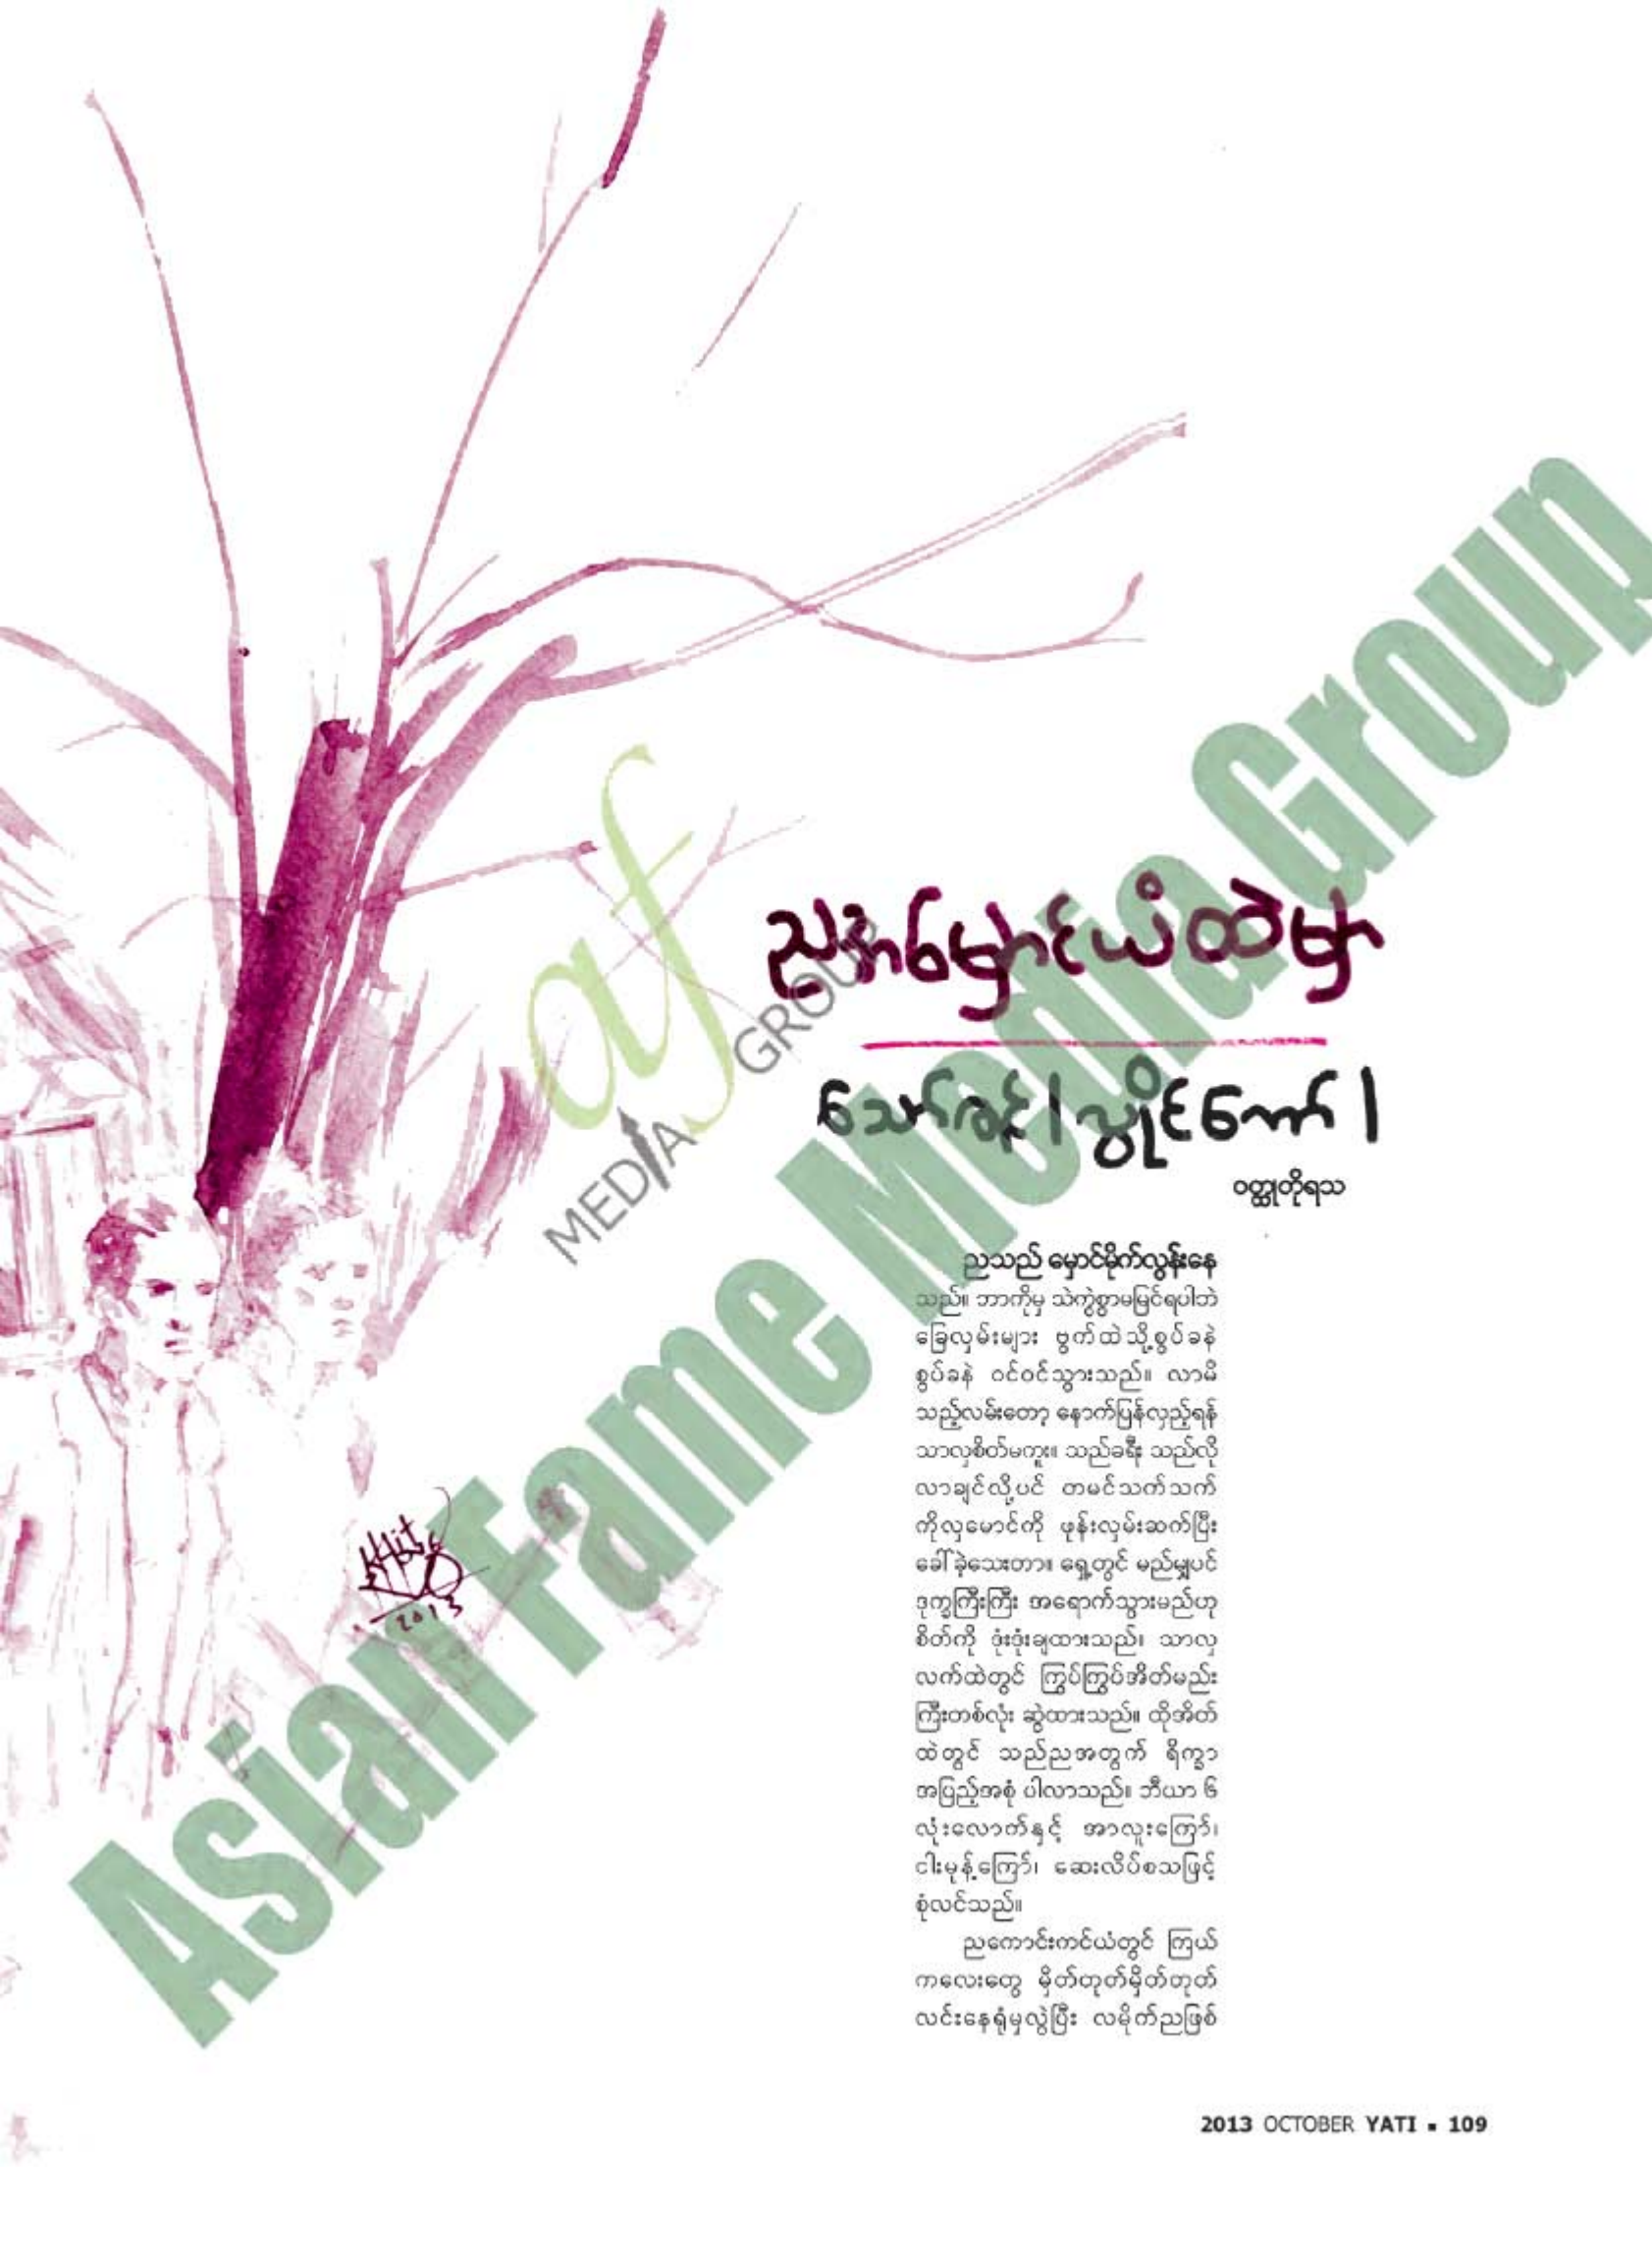 ညအမှောင်ယံထဲမှာ
သော်ဇင် (လွိုင်ကော်)
ဝတ္ထုတိုရသ
ညသည် မှောင်မိုက်လွန်းနေ
သည်။ ဘာကိုမှ သဲကွဲစွာမမြင်ရပါဘဲ
ခြေလှမ်းများ ဗွက်ထဲသို့စွပ်ခနဲ
စွပ်ခနဲ ဝင်ဝင်သွားသည်။ လာမိ
သည့်လမ်းတော့ နောက်ပြန်လှည့်ရန်
သာလှစိတ်မကူး။ သည်ခရီး သည်လို
လာချင်လို့ပင် တမင်သက်သက်
ကိုလှမောင်ကို ဖုန်းလှမ်းဆက်ပြီး
ခေါ်ခဲ့သေးတာ။ ရှေ့တွင် မည်မျှပင်
ဒုက္ခကြီးကြီး အရောက်သွားမည်ဟု
စိတ်ကို ဒုံးဒုံးချထားသည်။ သာလှ
လက်ထဲတွင် ကြွပ်ကြွပ်အိတ်မည်း
ကြီးတစ်လုံး ဆွဲထားသည်။ ထိုအိတ်
ထဲတွင် သည်ညအတွက် ရိက္ခာ
အပြည့်အစုံ ပါလာသည်။ ဘီယာ ၆
လုံးလောက်နှင့် အာလူးကြော်၊
ငါးမုန့်ကြော်၊ ဆေးလိပ်စသဖြင့်
စုံလင်သည်။
ညကောင်းကင်ယံတွင် ကြယ်
ကလေးတွေ မှိတ်တုတ်မှိတ်တုတ်
လင်းနေရုံမှလွဲပြီး လမိုက်ညဖြစ်
2013
2013 OCTOBER YATI ▪ 109
af
MEDIA GROUP
Asian Fame Media Group